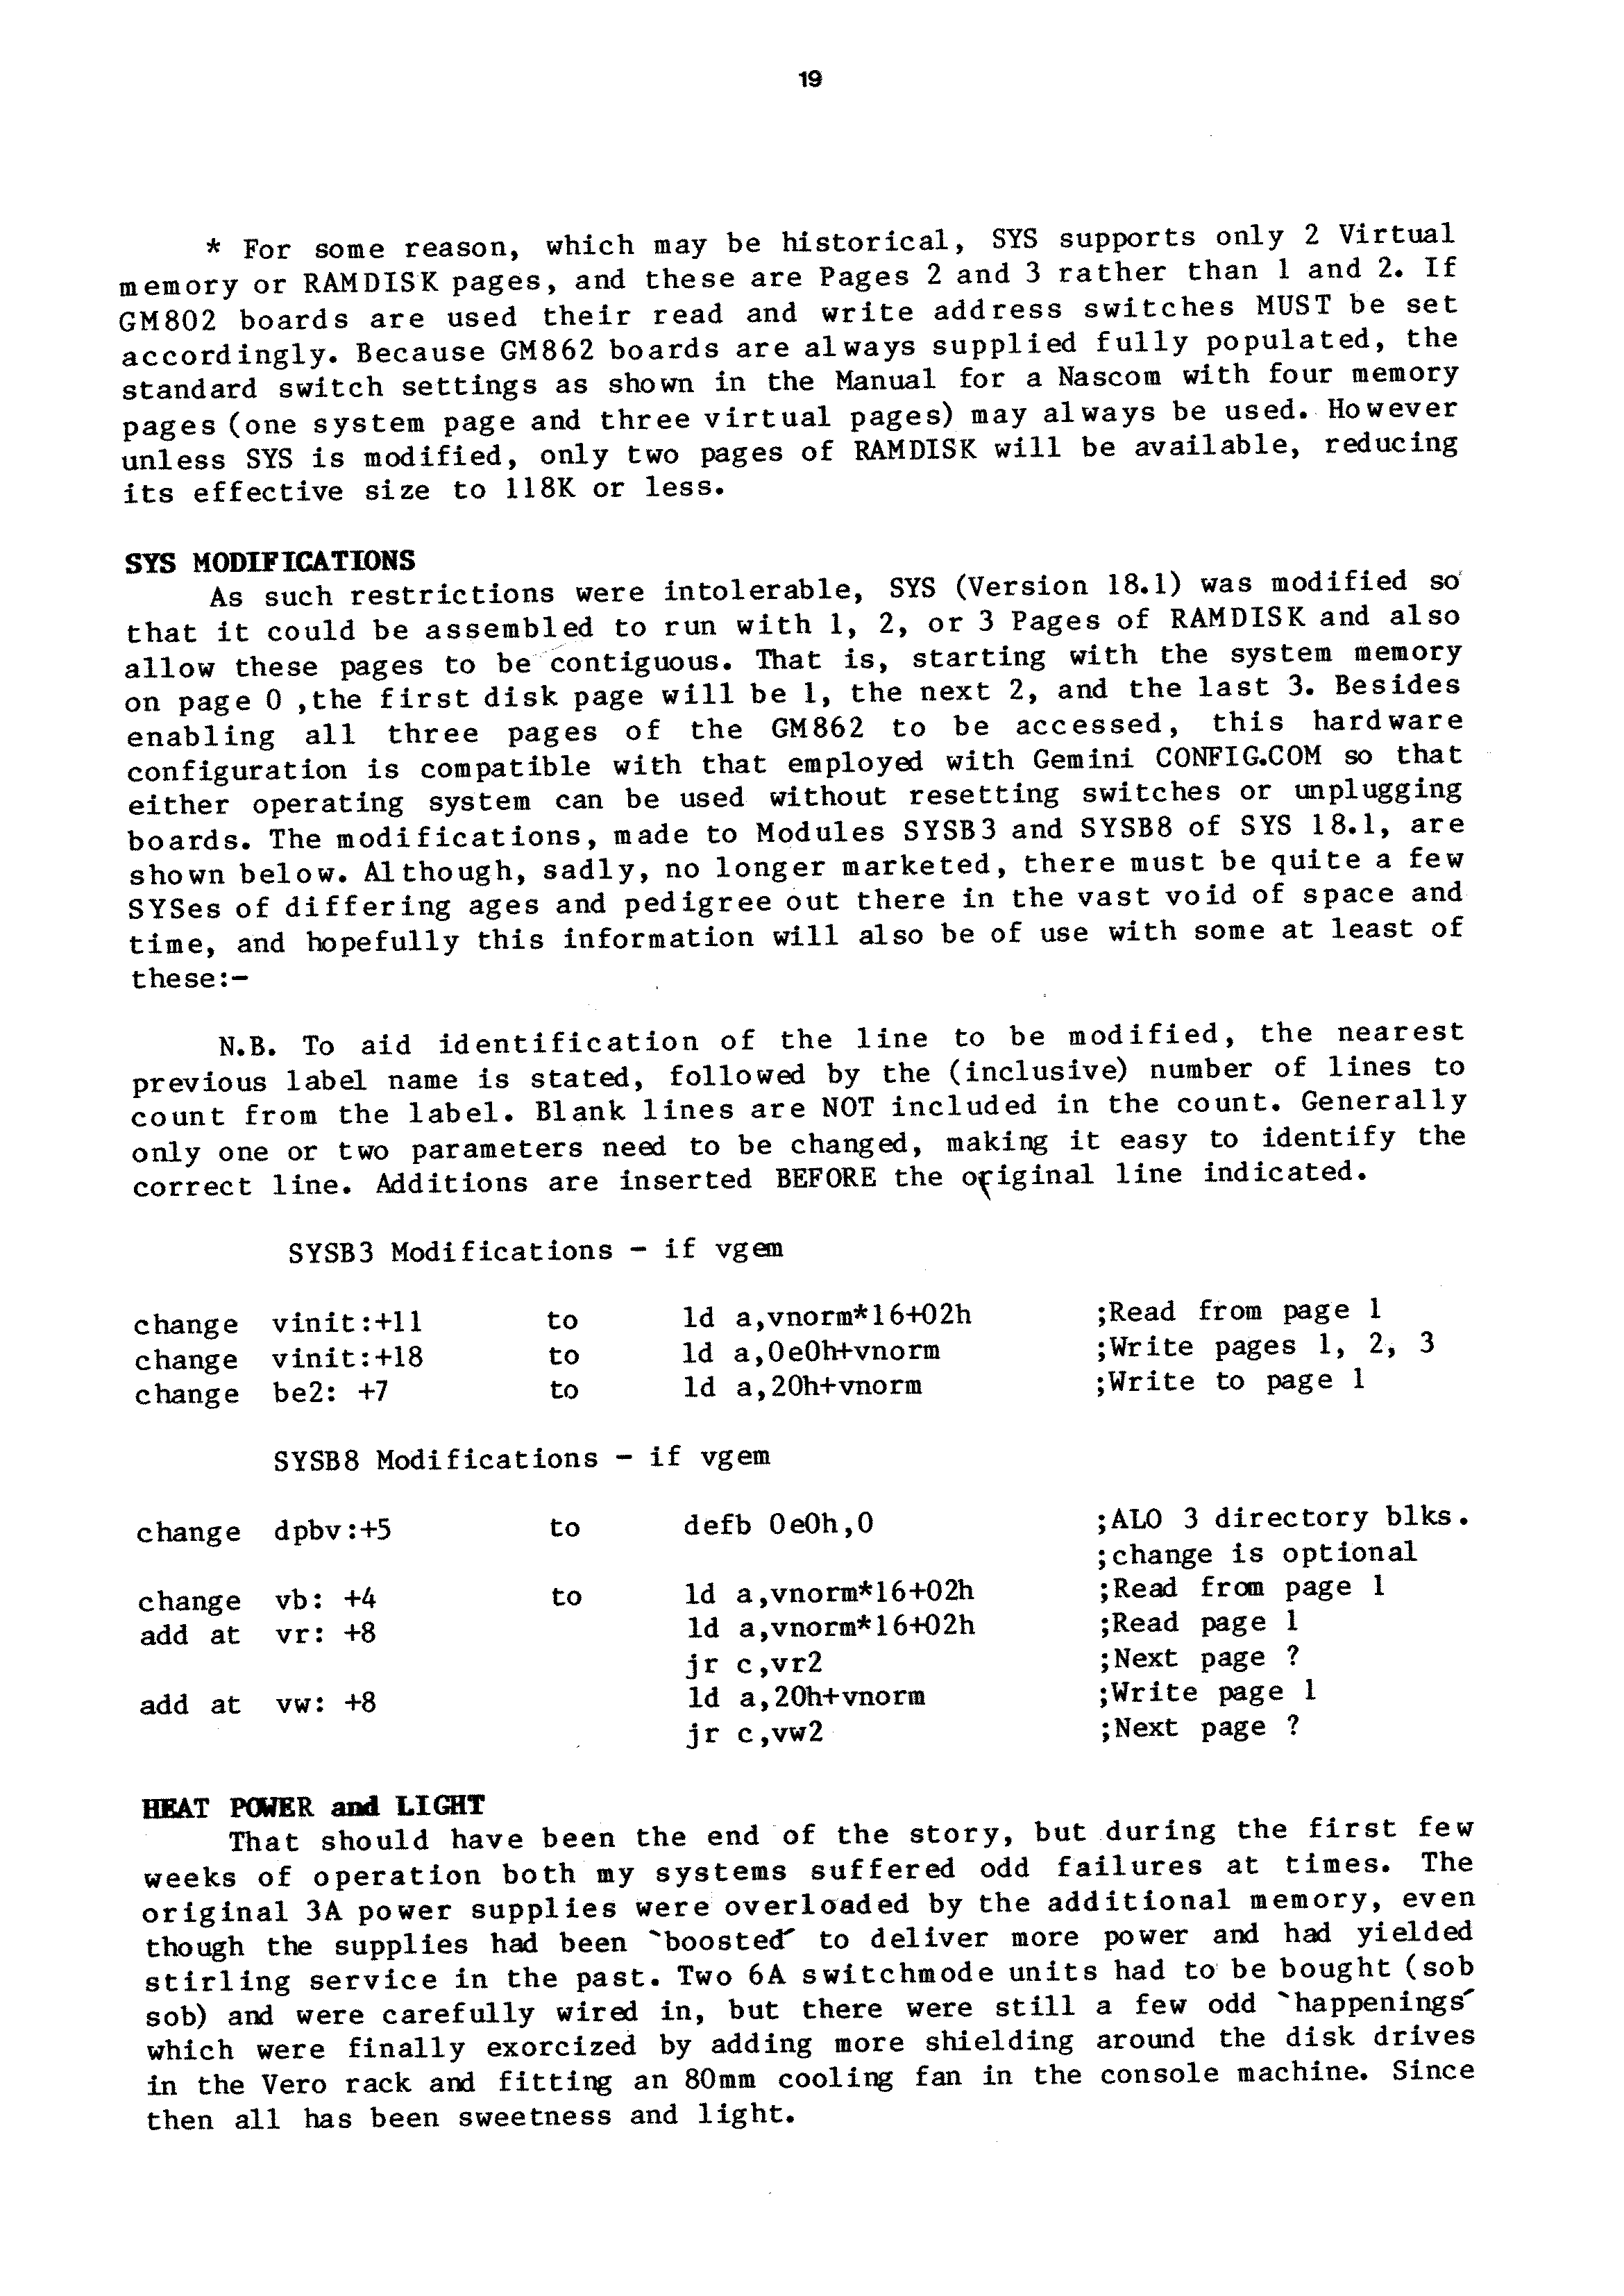 19
* For some reason, which may be historical, SYS supports only 2 Virtual
memory or RAMDISK pages, and these are Pages 2 and 3 rather than 1 and 2. If
GM802 boards are used their read and write address switches MUST be set
accordingly. Because GM862 boards are always supplied fully populated, the
standard switch settings as shown in the Manual for a Nascom with four memory
pages (one system page and three virtual pages) may always be used. However
unless SYS is modified, only two pages of RAMDISK will be available, reducing
its effective size to 118K or less.
SYS MODIFICATIONS
As such restrictions were intolerable, SYS (Version 18.1) was modified so
that it could be assembled to run with 1, 2, or 3 Pages of RAMDISK and also
allow these pages to be contiguous. That is, starting with the system memory
on page 0 ,the first disk page will be 1, the next 2, and the last 3. Besides
enabling all three pages of the GM862 to be accessed, this hardware
configuration is compatible with that employed with Gemini CONFIG.COM so that
either operating system can be used without resetting switches or unplugging
boards. The modifications, made to Modules SYSB3 and SYSB8 of SYS 18.1, are
shown below. Although, sadly, no longer marketed, there must be quite a few
SYSes of differing ages and pedigree out there in the vast void of space and
time, and hopefully this information will also be of use with some at least of
these:-
N.B. To aid identification of the line to be modified, the nearest
previous label name is stated, followed by the (inclusive) number of lines to
count from the label. Blank lines are NOT included in the count. Generally
only one or two parameters need to be changed, making it easy to identify the
correct line. Additions are inserted BEFORE the original line indicated.
SYSB3 Modifications - if vgem
change vinit:+11 to ld a,vnorm*16+02h ;Read from page 1
change vinit:+18 to ld a,0e0h+vnorm ;Write pages 1, 2, 3
change be2: +7 to ld a,20h+vnorm ;Write to page 1
SYSB8 Modifications - if vgem
change dpbv:+5 to defb 0e0h,0 ;AL0 3 directory blks.
;change is optional
change vb: +4 to ld a,vnorm*16+02h ;Read from page 1
add at vr: +8 ld a,vnorm*16+02h ;Read page 1
jr c,vr2 ;Next page ?
add at vw: +8 ld a,20h+vnorm ;Write page 1
jr c,vw2 ;Next page ?
HEAT POWER and LIGHT
That should have been the end of the story, but during the first few
weeks of operation both my systems suffered odd failures at times. The
original 3A power supplies were overloaded by the additional memory, even
though the supplies had been `boosted´ to deliver more power and had yielded
stirling service in the past. Two 6A switchmode units had to be bought (sob
sob) and were carefully wired in, but there were still a few odd `happenings´
which were finally exorcized by adding more shielding around the disk drives
in the Vero rack and fitting an 80mm cooling fan in the console machine. Since
then all has been sweetness and light.